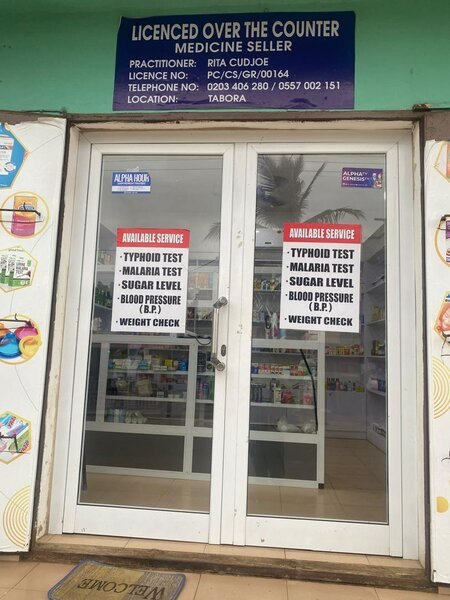 LICENCED OVER THE COUNTER
MEDICINE SELLER
PRACTITIONER: RITA CUDJOE
LICENCE NO: PC/CS/GR/00164
TELEPHONE NO: 0203 406 280 / 0557 002 151
LOCATION: TABORA
ALPHA HOUR
ALPHA
GENESIS
AVAILABLE SERVICE
· TYPHOID TEST
· MALARIA TEST
· SUGAR LEVEL
· BLOOD PRESSURE
(B.P.)
· WEIGHT CHECK
AVAILABLE SERVICE
· TYPHOID TEST
· MALARIA TEST
· SUGAR LEVEL
· BLOOD PRESSURE
(B.P.)
· WEIGHT CHECK
WELCOME